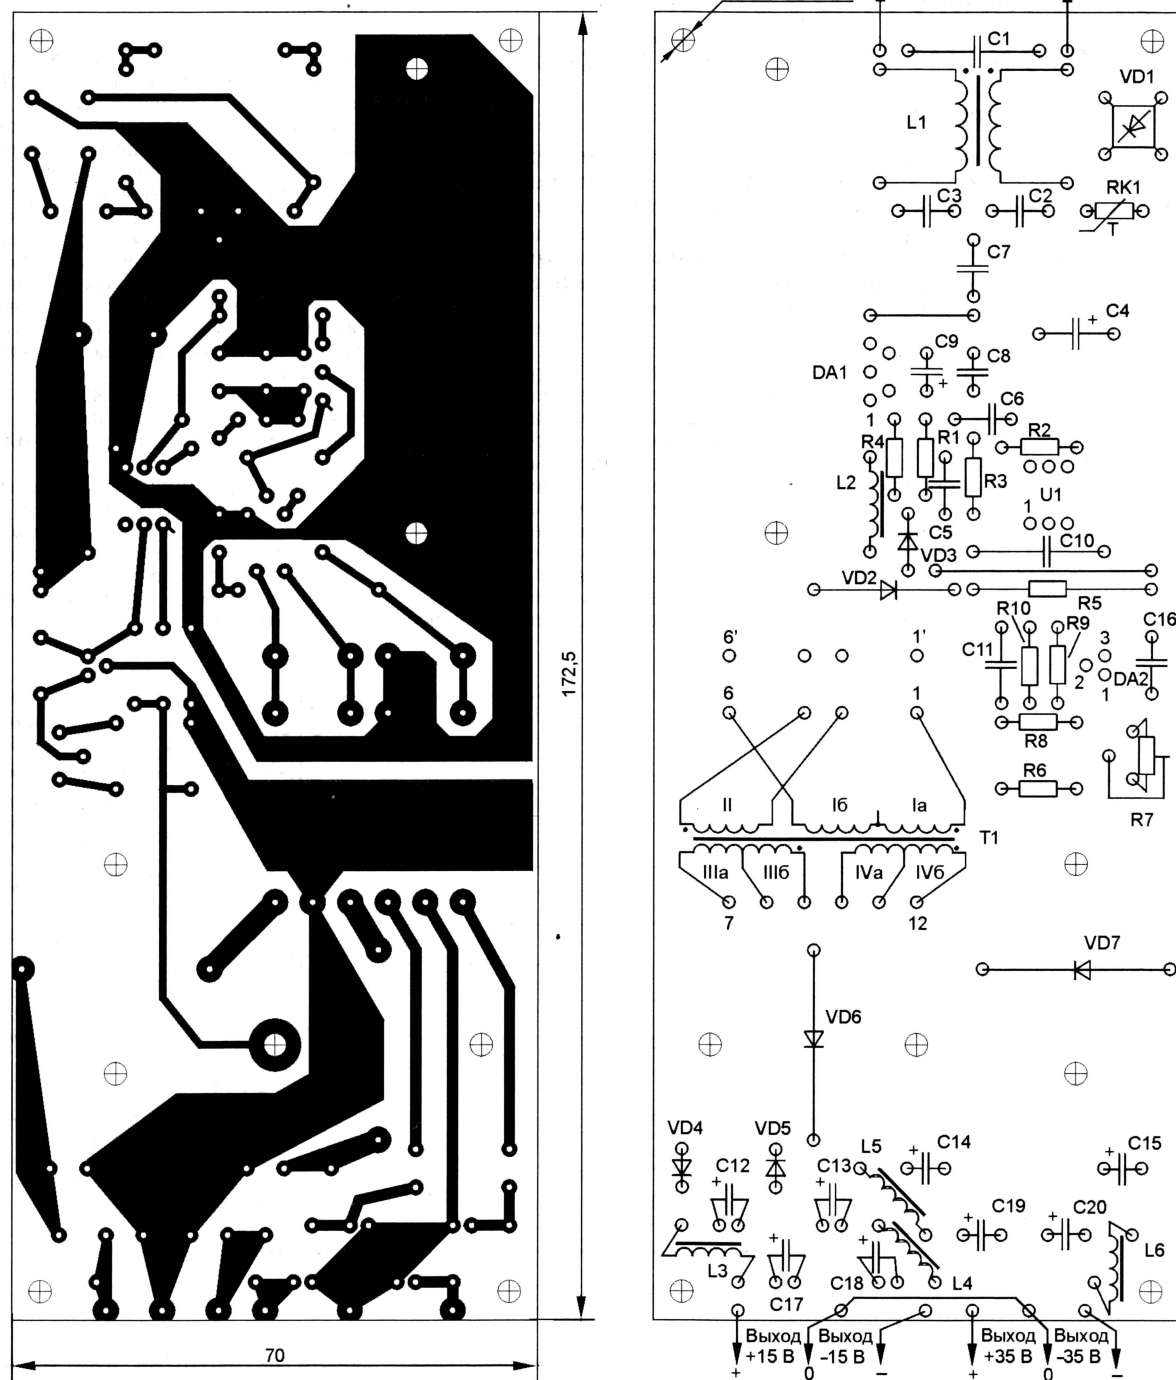 C1
VD1
L1
RK1
C3
C2
T
C7
C4
+
C9
C8
DA1
+
C6
1
R4
R1
R2
L2
R3
U1
1
C5
C10
VD3
VD2
R5
R10
R9
C16
6'
1'
C11
3
2
DA2
1
6
1
R8
172,5
R6
R7
II
Iб
Iа
T1
IIIа
IIIб
IVа
IVб
7
12
VD7
VD6
VD4
VD5
L5
C14
C15
+
+
C12
C13
+
+
C19
C20
+
+
L6
L3
+
+
C17
C18
L4
70
Выход
+15 В
Выход
-15 В
Выход
+35 В
Выход
-35 В
+
0
–
+
0
–